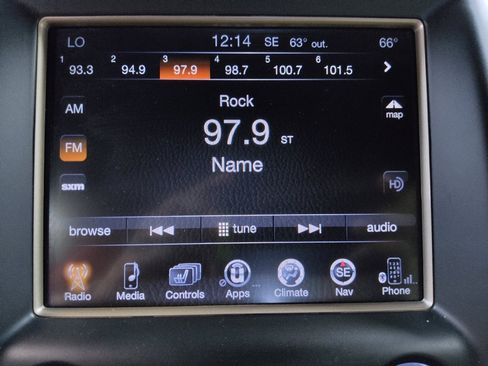 LO 12:14 SE 63° out. 66°
1 93.3 2 94.9 3 97.9 4 98.7 5 100.7 6 101.5
AM
Rock
map
FM
97.9 ST
Name
sxm
HD
browse tune audio
SE
Radio Media Controls Apps ... Climate Nav Phone